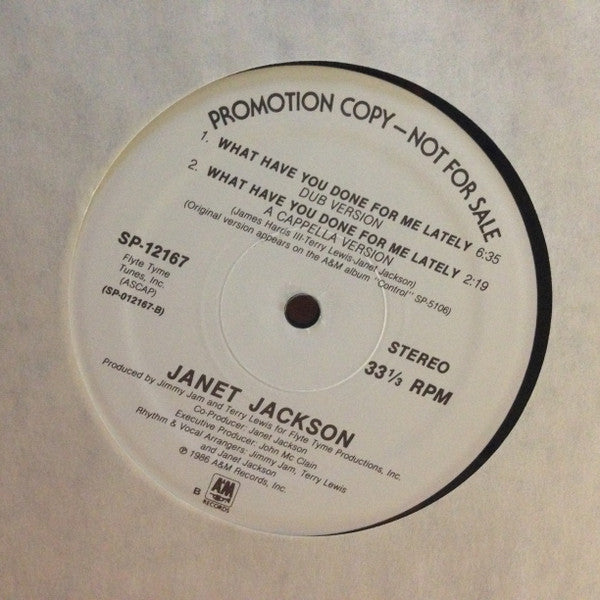 PROMOTION COPY — NOT FOR SALE
1. WHAT HAVE YOU DONE FOR ME LATELY 6:35
DUB VERSION
2. WHAT HAVE YOU DONE FOR ME LATELY 2:19
A CAPPELLA VERSION
(James Harris III-Terry Lewis-Janet Jackson)
(Original version appears on the A&M album "Control" SP-5106)
SP-12167
Flyte Tyme
Tunes, Inc.
(ASCAP)
(SP-012167-B)
STEREO
33 1/3 RPM
JANET JACKSON
Produced by Jimmy Jam and Terry Lewis for Flyte Tyme Productions, Inc.
Co-Producer: Janet Jackson
Executive Producer: John Mc Clain
Rhythm & Vocal Arrangers: Jimmy Jam, Terry Lewis
and Janet Jackson
℗ 1986 A&M Records, Inc.
B
A&M
RECORDS